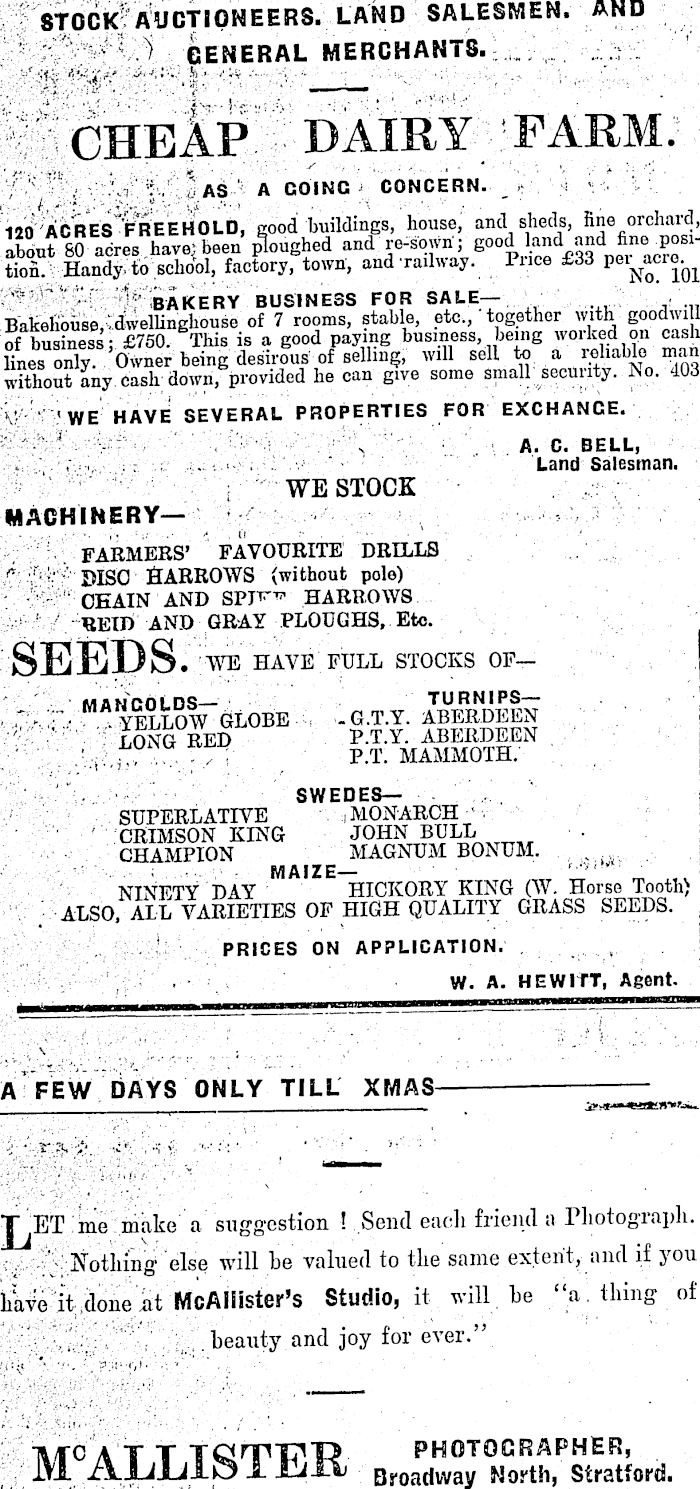 STOCK AUCTIONEERS. LAND SALESMEN. AND
GENERAL MERCHANTS.
CHEAP DAIRY FARM.
AS A GOING CONCERN.
120 ACRES FREEHOLD, good buildings, house, and sheds, fine orchard,
about 80 acres have been ploughed and re-sown; good land and fine posi-
tion. Handy to school, factory, town, and railway. Price £33 per acre.
No. 101
BAKERY BUSINESS FOR SALE—
Bakehouse, dwellinghouse of 7 rooms, stable, etc., together with goodwill
of business; £750. This is a good paying business, being worked on cash
lines only. Owner being desirous of selling, will sell to a reliable man
without any cash down, provided he can give some small security. No. 403
WE HAVE SEVERAL PROPERTIES FOR EXCHANGE.
A. C. BELL,
Land Salesman.
WE STOCK
MACHINERY—
FARMERS' FAVOURITE DRILLS
DISC HARROWS (without pole)
CHAIN AND HARROWS
REID AND GRAY PLOUGHS, Etc.
SEEDS. WE HAVE FULL STOCKS OF—
MANGOLDS— TURNIPS—
YELLOW GLOBE G.T.Y. ABERDEEN
LONG RED P.T.Y. ABERDEEN
P.T. MAMMOTH.
SWEDES—
SUPERLATIVE MONARCH
CRIMSON KING JOHN BULL
CHAMPION MAGNUM BONUM.
MAIZE—
NINETY DAY HICKORY KING (W. Horse Tooth)
ALSO, ALL VARIETIES OF HIGH QUALITY GRASS SEEDS.
PRICES ON APPLICATION.
W. A. HEWITT, Agent.
A FEW DAYS ONLY TILL XMAS—
LET me make a suggestion ! Send each friend a Photograph.
Nothing else will be valued to the same extent, and if you
have it done at McAllister's Studio, it will be "a thing of
beauty and joy for ever."
McALLISTER PHOTOGRAPHER,
Broadway North, Stratford.